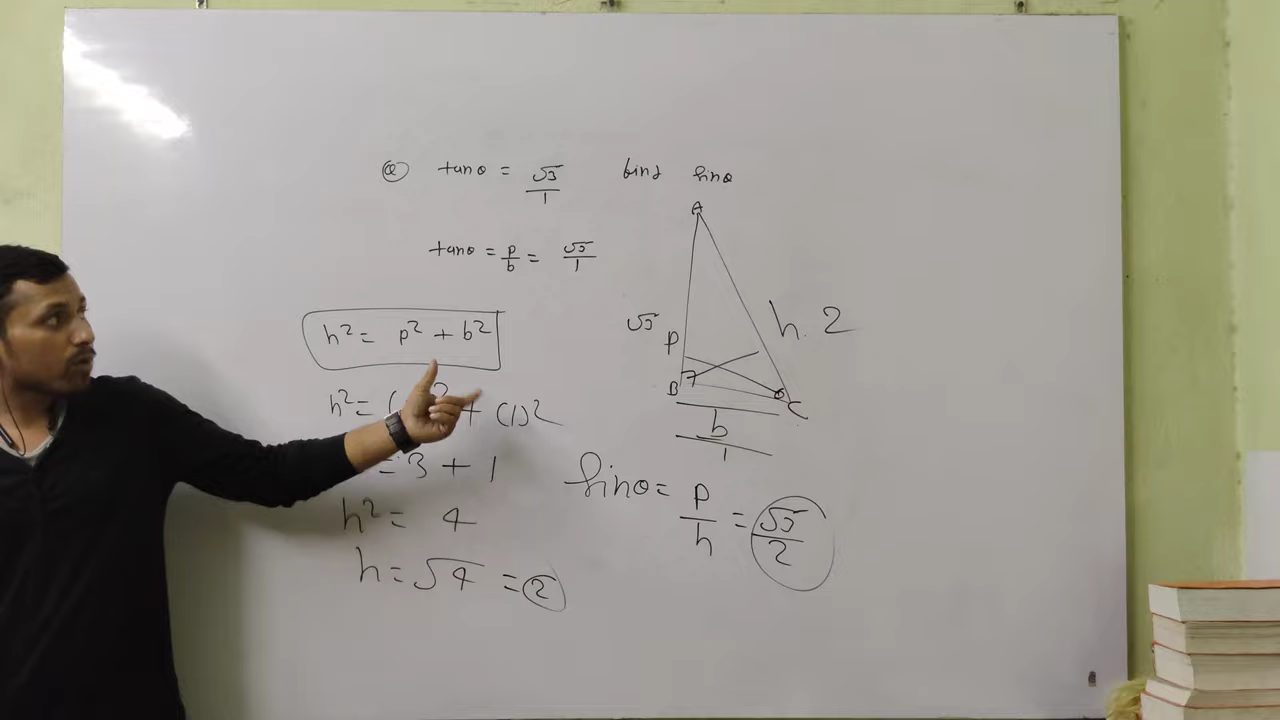 Q tanθ = √3/1 find sinθ
tanθ = p/b = √3/1
h² = p² + b²
h² = ( ² + (1)²
= 3 + 1
h² = 4
h = √4 = 2
A
√3
P
h. 2
B
C
b
1
sinθ = p/h = √3/2